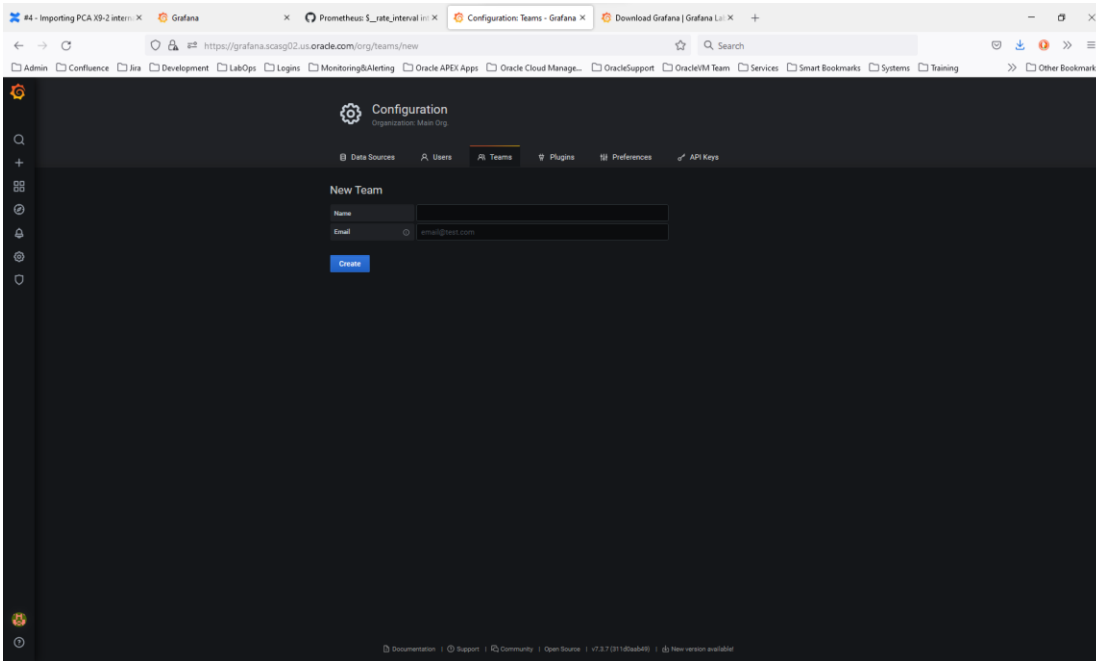 #4 - Importing PCA X9-2 intern
Grafana
Prometheus: $__rate_interval in
Configuration: Teams - Grafana
Download Grafana | Grafana La
https://grafana.scasg02.us.oracle.com/org/teams/new
Search
Admin Confluence Jira Development LabOps Logins Monitoring&Alerting Oracle APEX Apps Oracle Cloud Manage... OracleSupport OracleVM Team Services Smart Bookmarks Systems Training Other Bookmark
Configuration
Organization: Main Org.
Data Sources Users Teams Plugins Preferences API Keys
New Team
Name
Email email@test.com
Create
Documentation | Support | Community | Open Source | v7.3.7 (311d0aab49) | New version available!